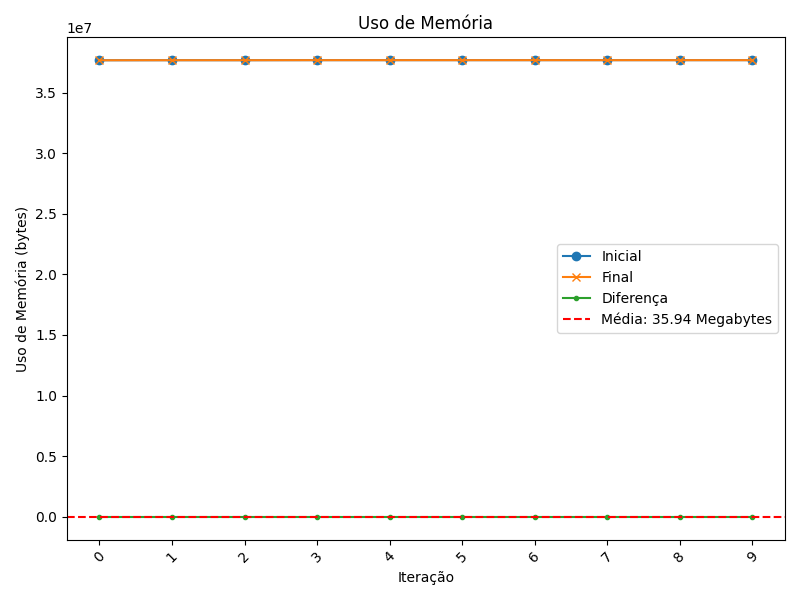 Uso de Memória
1e7
3.5
3.0
2.5
2.0
1.5
1.0
0.5
0.0
Uso de Memória (bytes)
Inicial
Final
Diferença
Média: 35.94 Megabytes
0
1
2
3
4
5
6
7
8
9
Iteração